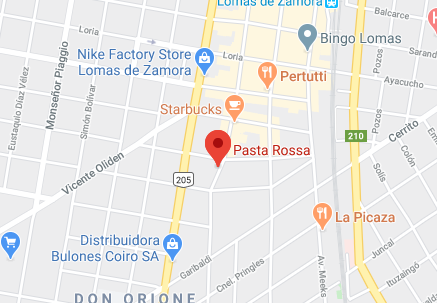 Lomas de Zamora
Balcarce
Loria
Bingo Lomas
Nike Factory Store
Lomas de Zamora
Loria
Pertutti
Ayacucho
Monseñor Piaggio
Eustaquio Díaz Vélez
Simón Bolívar
Starbucks
Pozos
Pozos
210
Cerrito
Colón
Pasta Rossa
Vicente Oliden
205
Solís
La Picaza
Distribuidora
Bulones Coiro SA
Garibaldi
Cnel. Pringles
Av. Meeks
Juncal
Ituzaingó
DON ORIONE